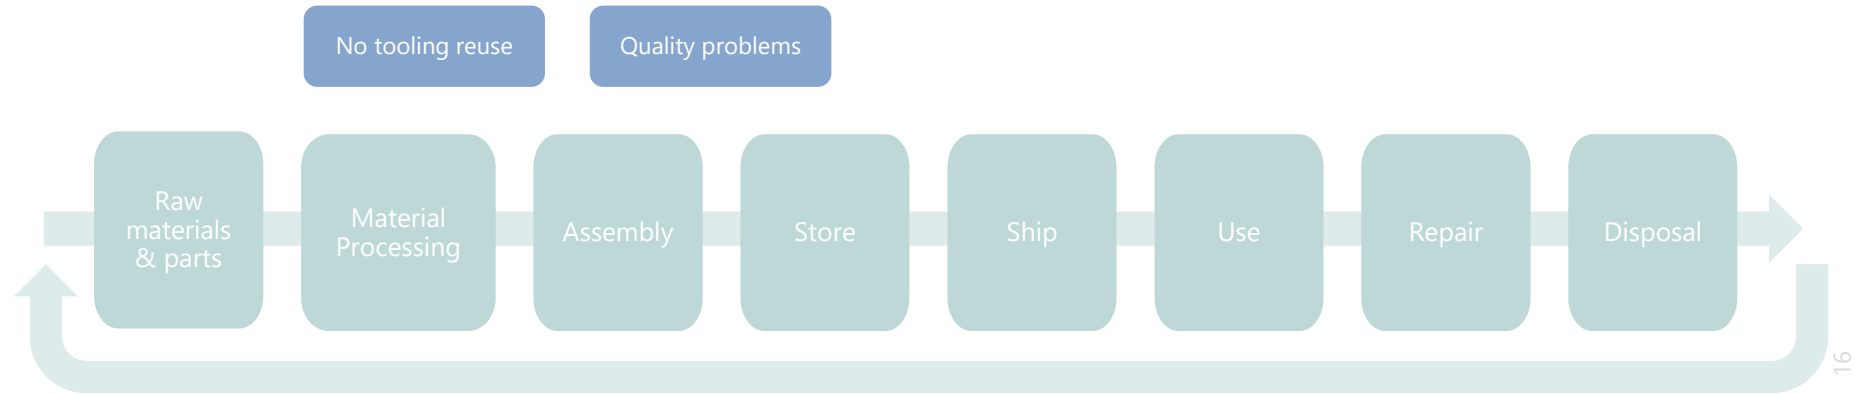 No tooling reuse
Quality problems
Raw
materials
& parts
Material
Processing
Assembly
Store
Ship
Use
Repair
Disposal
16